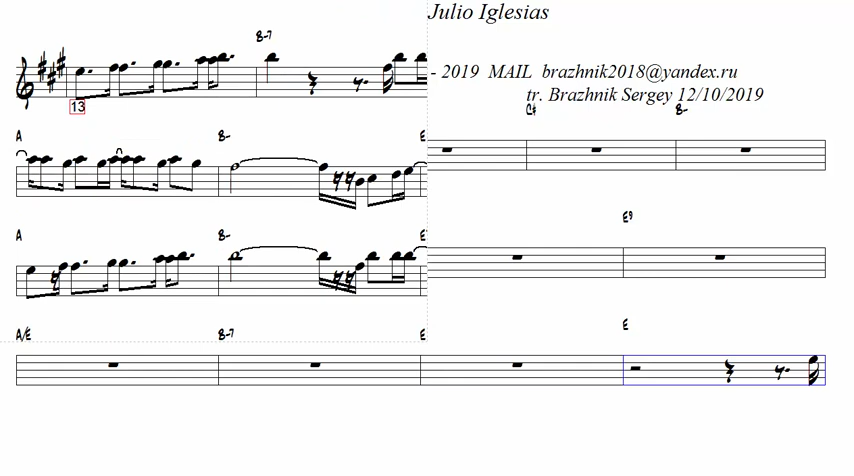 Julio Iglesias
B-7
- 2019 MAIL brazhnik2018@yandex.ru
tr. Brazhnik Sergey 12/10/2019
13
C#
B-
A
B-
E
E9
A
B-
E
A/E
B-7
E
E